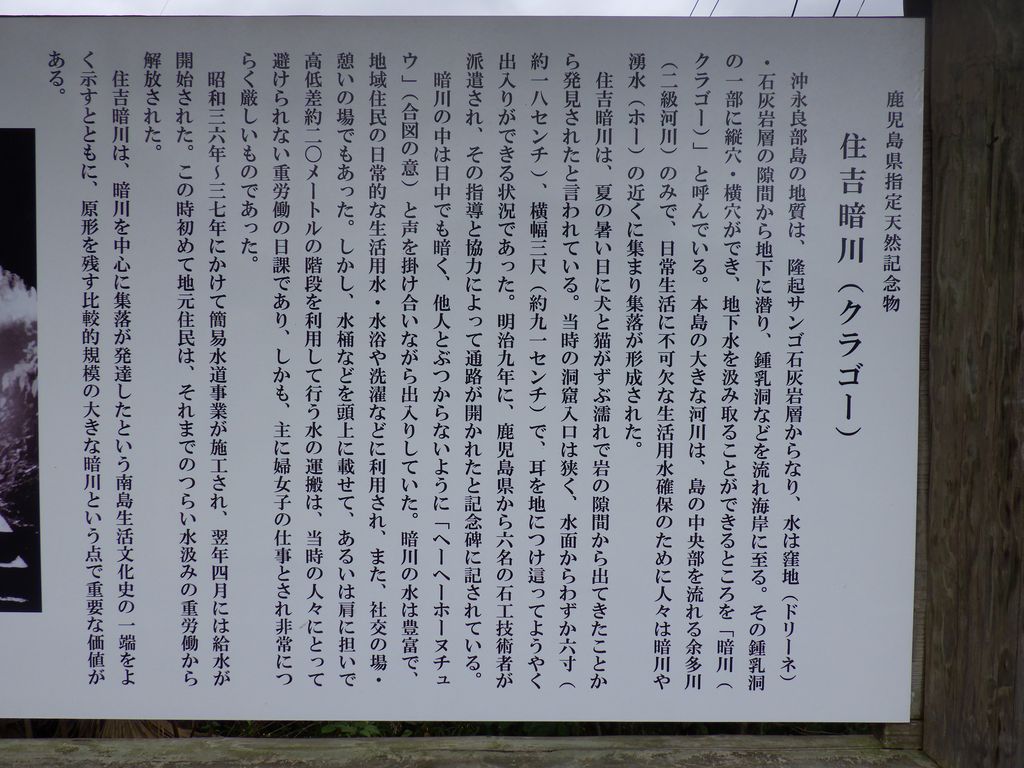 鹿児島県指定天然記念物
住吉暗川（クラゴー）
沖永良部島の地質は、隆起サンゴ石灰岩層からなり、水は窪地（ドリーネ）
・石灰岩層の隙間から地下に潜り、鍾乳洞などを流れ海岸に至る。その鍾乳洞
の一部に縦穴・横穴ができ、地下水を汲み取ることができるところを「暗川（
クラゴー）」と呼んでいる。本島の大きな河川は、島の中央部を流れる余多川
（二級河川）のみで、日常生活に不可欠な生活用水確保のために人々は暗川や
湧水（ホー）の近くに集まり集落が形成された。
住吉暗川は、夏の暑い日に犬と猫がずぶ濡れで岩の隙間から出てきたことか
ら発見されたと言われている。当時の洞窟入口は狭く、水面からわずか六寸（
約一八センチ）、横幅三尺（約九一センチ）で、耳を地につけ這ってようやく
出入りができる状況であった。明治九年に、鹿児島県から六名の石工技術者が
派遣され、その指導と協力によって通路が開かれたと記念碑に記されている。
暗川の中は日中でも暗く、他人とぶつからないように「ヘーヘーホーヌチュ
ウ」（合図の意）と声を掛け合いながら出入りしていた。暗川の水は豊富で、
地域住民の日常的な生活用水・水浴や洗濯などに利用され、また、社交の場・
憩いの場でもあった。しかし、水桶などを頭上に載せて、あるいは肩に担いで
高低差約二〇メートルの階段を利用して行う水の運搬は、当時の人々にとって
避けられない重労働の日課であり、しかも、主に婦女子の仕事とされ非常につ
らく厳しいものであった。
昭和三六年～三七年にかけて簡易水道事業が施工され、翌年四月には給水が
開始された。この時初めて地元住民は、それまでのつらい水汲みの重労働から
解放された。
住吉暗川は、暗川を中心に集落が発達したという南島生活文化史の一端をよ
く示すとともに、原形を残す比較的規模の大きな暗川という点で重要な価値が
ある。